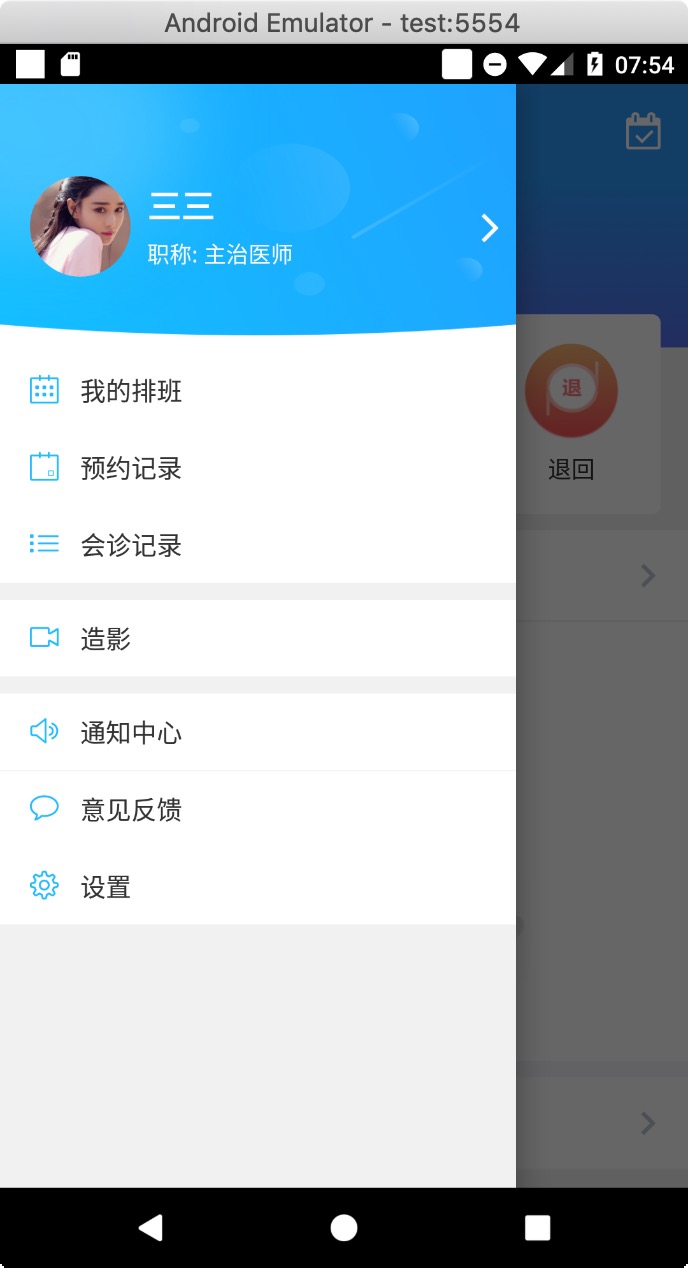 Android Emulator - test:5554
07:54
三三
职称: 主治医师
我的排班
预约记录
会诊记录
造影
通知中心
意见反馈
设置
退
退回